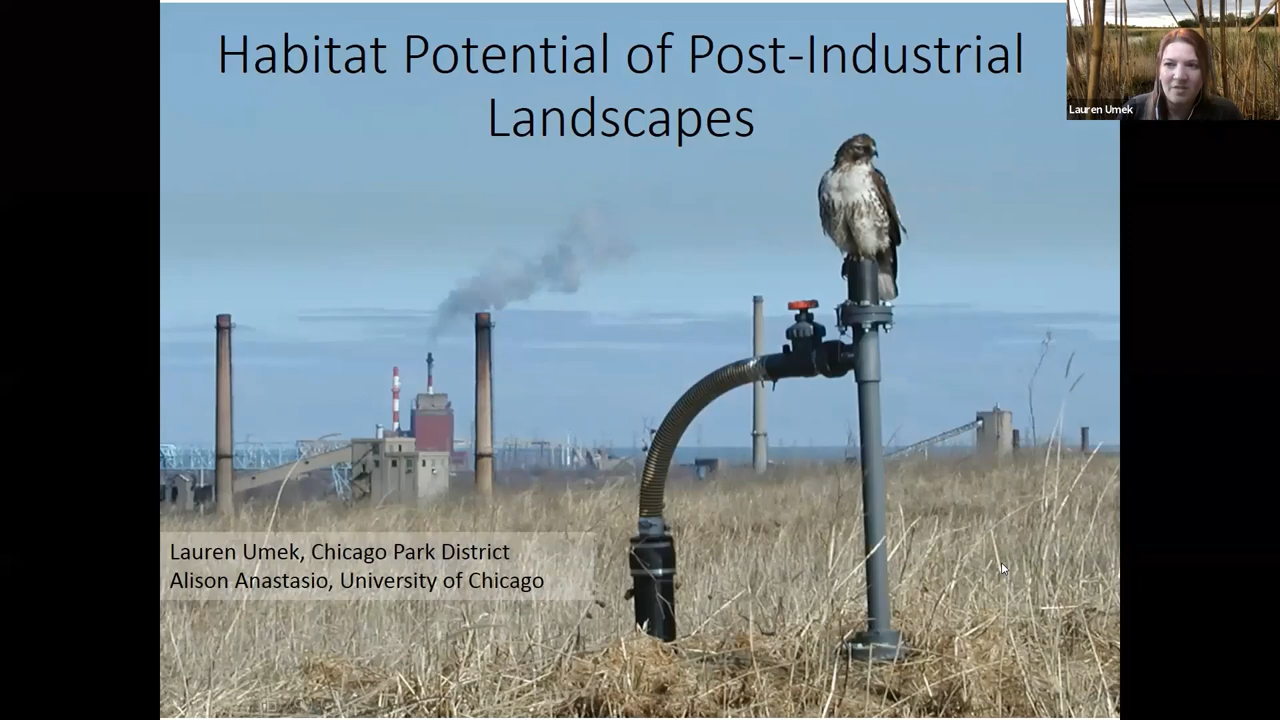 Habitat Potential of Post-Industrial
Landscapes
Lauren Umek
Lauren Umek, Chicago Park District
Alison Anastasio, University of Chicago